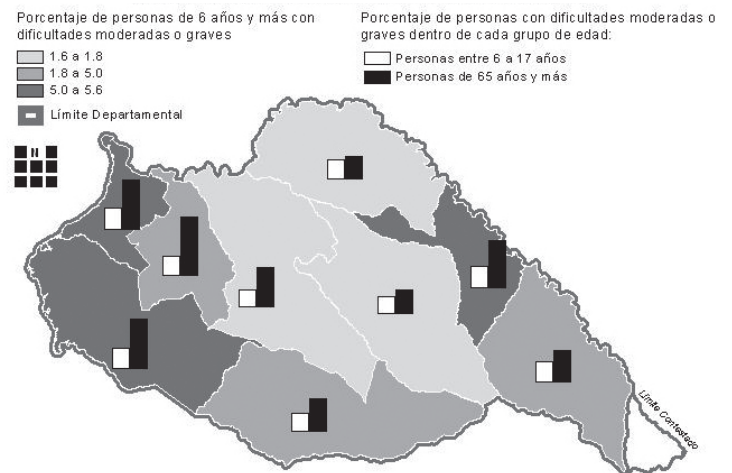 Porcentaje de personas de 6 años y más con
dificultades moderadas o graves
1.6 a 1.8
1.8 a 5.0
5.0 a 5.6
Límite Departamental
Porcentaje de personas con dificultades moderadas o
graves dentro de cada grupo de edad:
Personas entre 6 a 17 años
Personas de 65 años y más
N
Límite Contestado